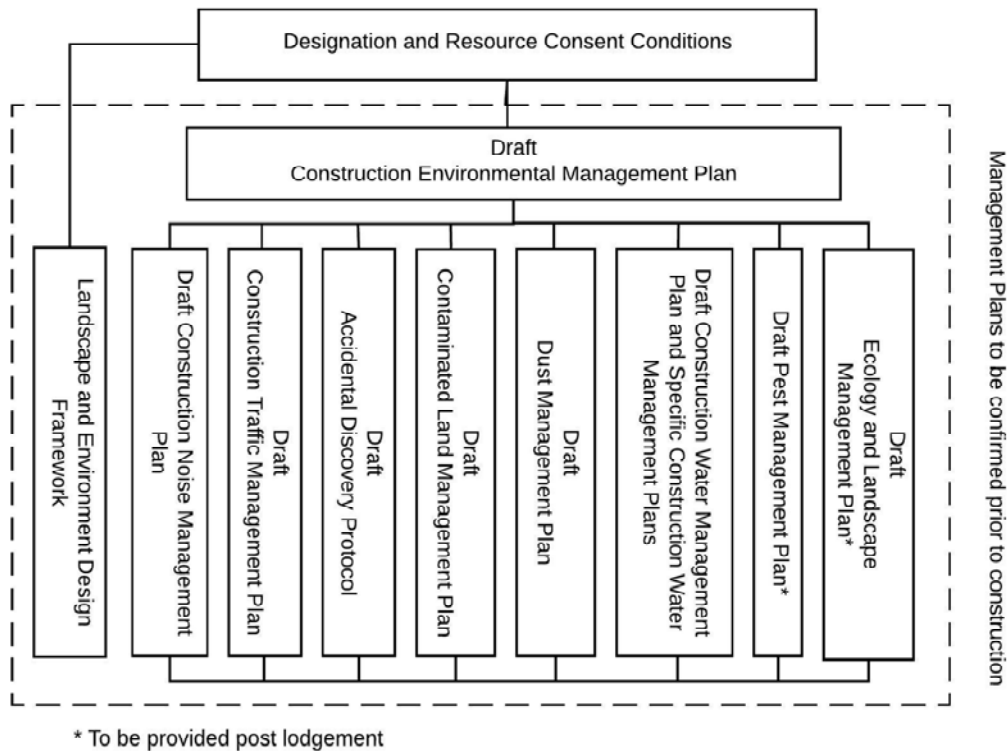 Designation and Resource Consent Conditions
Draft
Construction Environmental Management Plan
Landscape and Environment Design
Framework
Draft Construction Noise Management
Plan
Draft
Construction Traffic Management Plan
Draft
Accidental Discovery Protocol
Draft
Contaminated Land Management Plan
Draft
Dust Management Plan
Draft Construction Water Management
Plan and Specific Construction Water
Management Plans
Draft Pest Management Plan*
Draft
Ecology and Landscape
Management Plan*
Management Plans to be confirmed prior to construction
* To be provided post lodgement